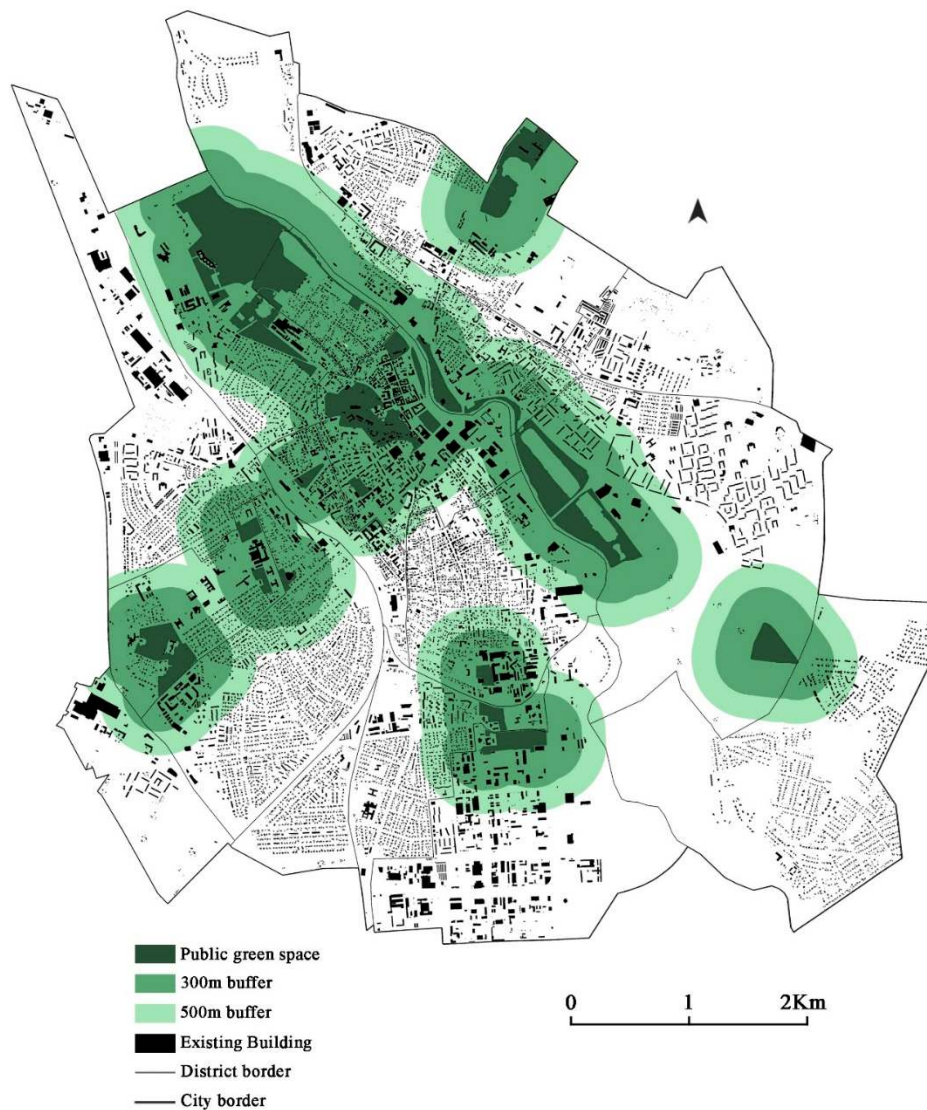 Public green space
300m buffer
500m buffer
Existing Building
District border
City border
0 1 2Km